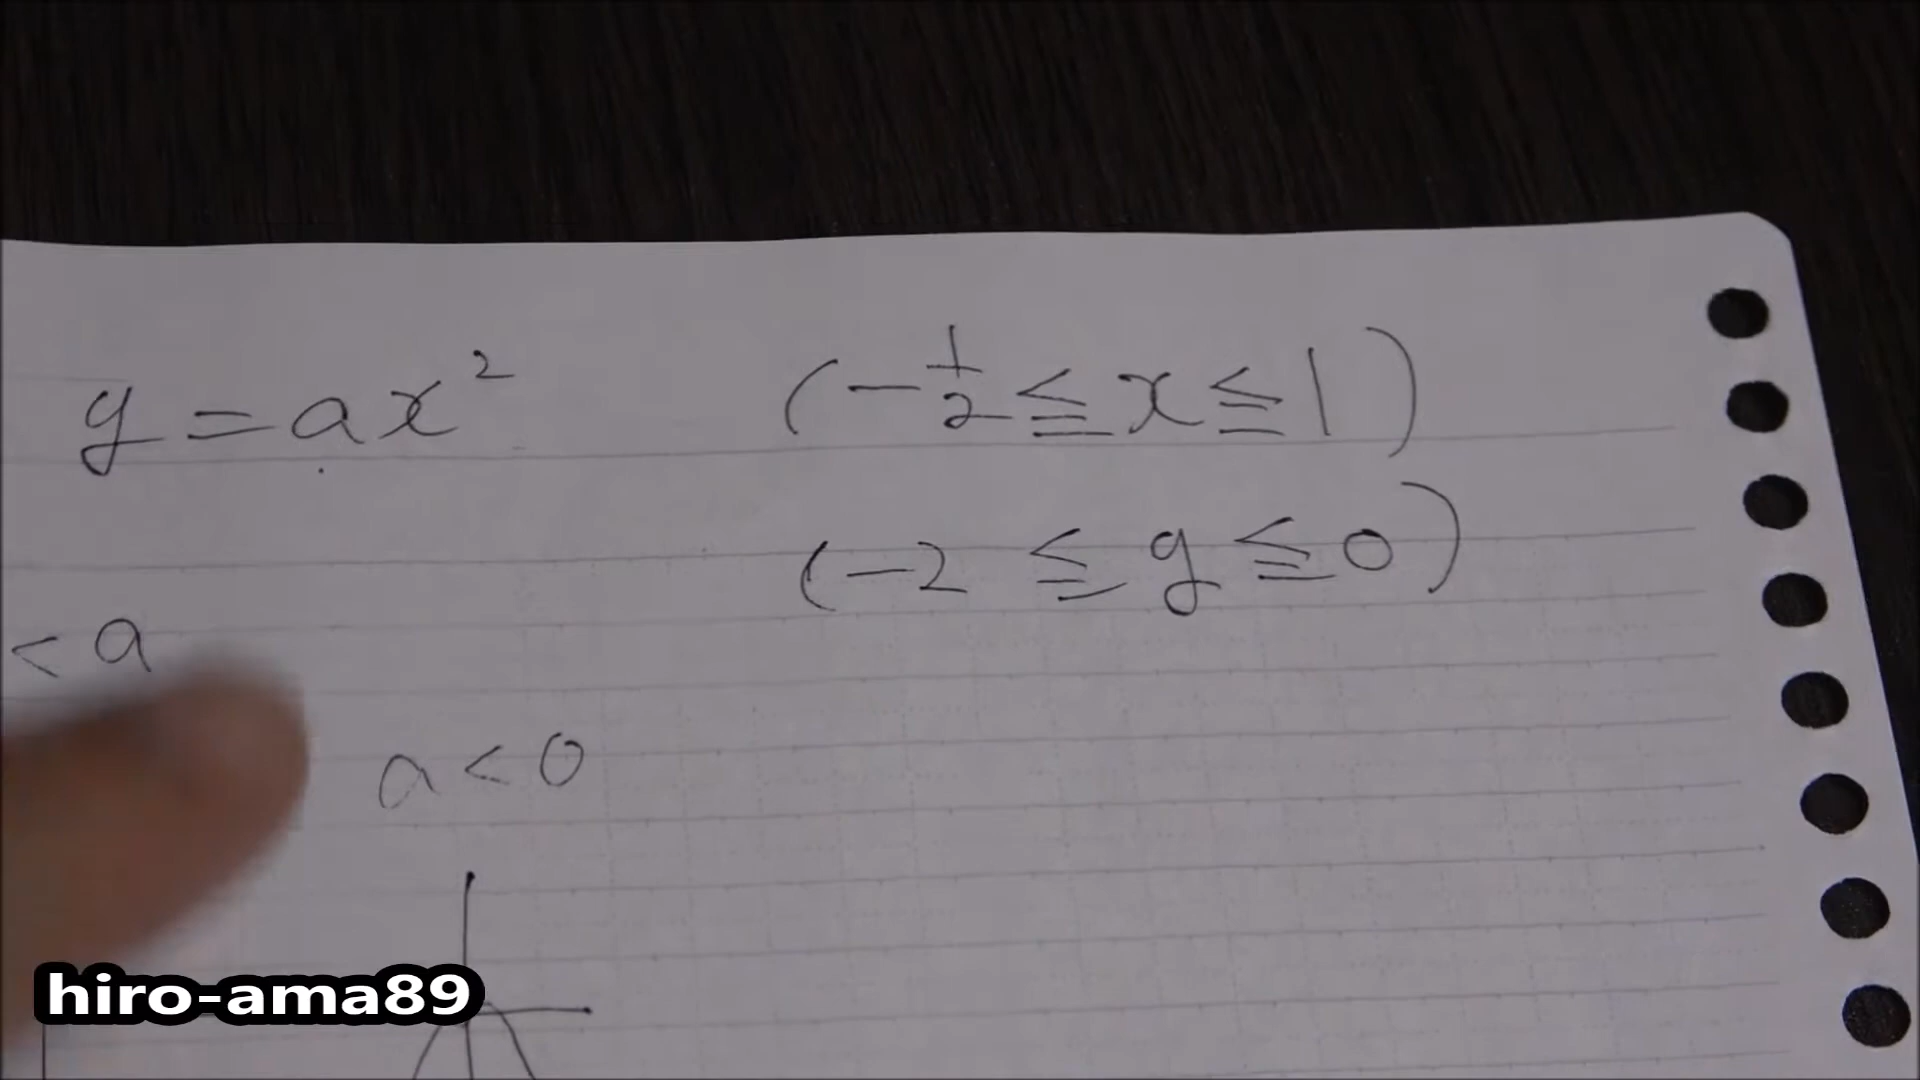 y = ax² (-1/2 ≦ x ≦ 1)
(-2 ≦ y ≦ 0)
< a
a < 0
hiro-ama89